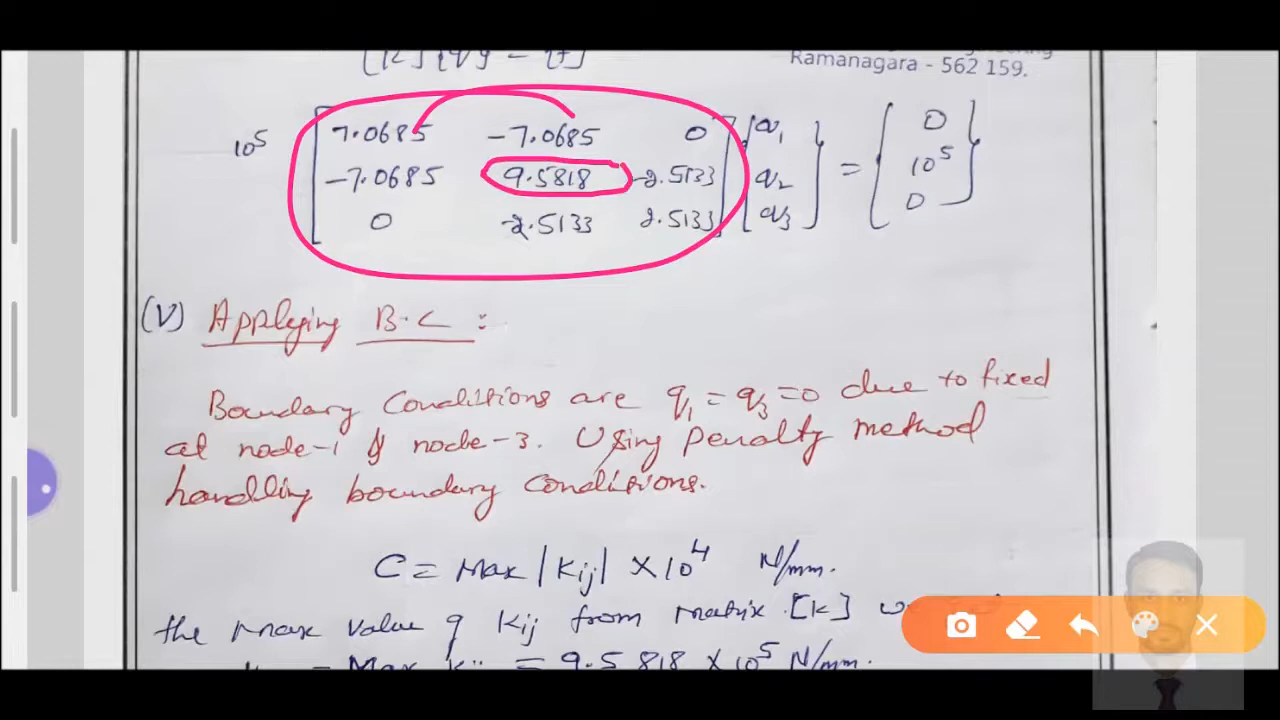 Ramanagara - 562 159.
10^5 [7.0685 -7.0685 0] {q1} = {0}
[-7.0685 9.5818 -2.5133] {q2} {10^5}
[0 -2.5133 2.5133] {q3} {0}
(V) Applying B.C :
Boundary Conditions are q1 = q3 = 0 due to fixed
at node-1 & node-3. Using penalty method
handling boundary conditions.
C = Max |Kij| × 10^4 N/mm.
the max value of Kij from matrix [K]
= Max = 9.5818 × 10^5 N/mm.